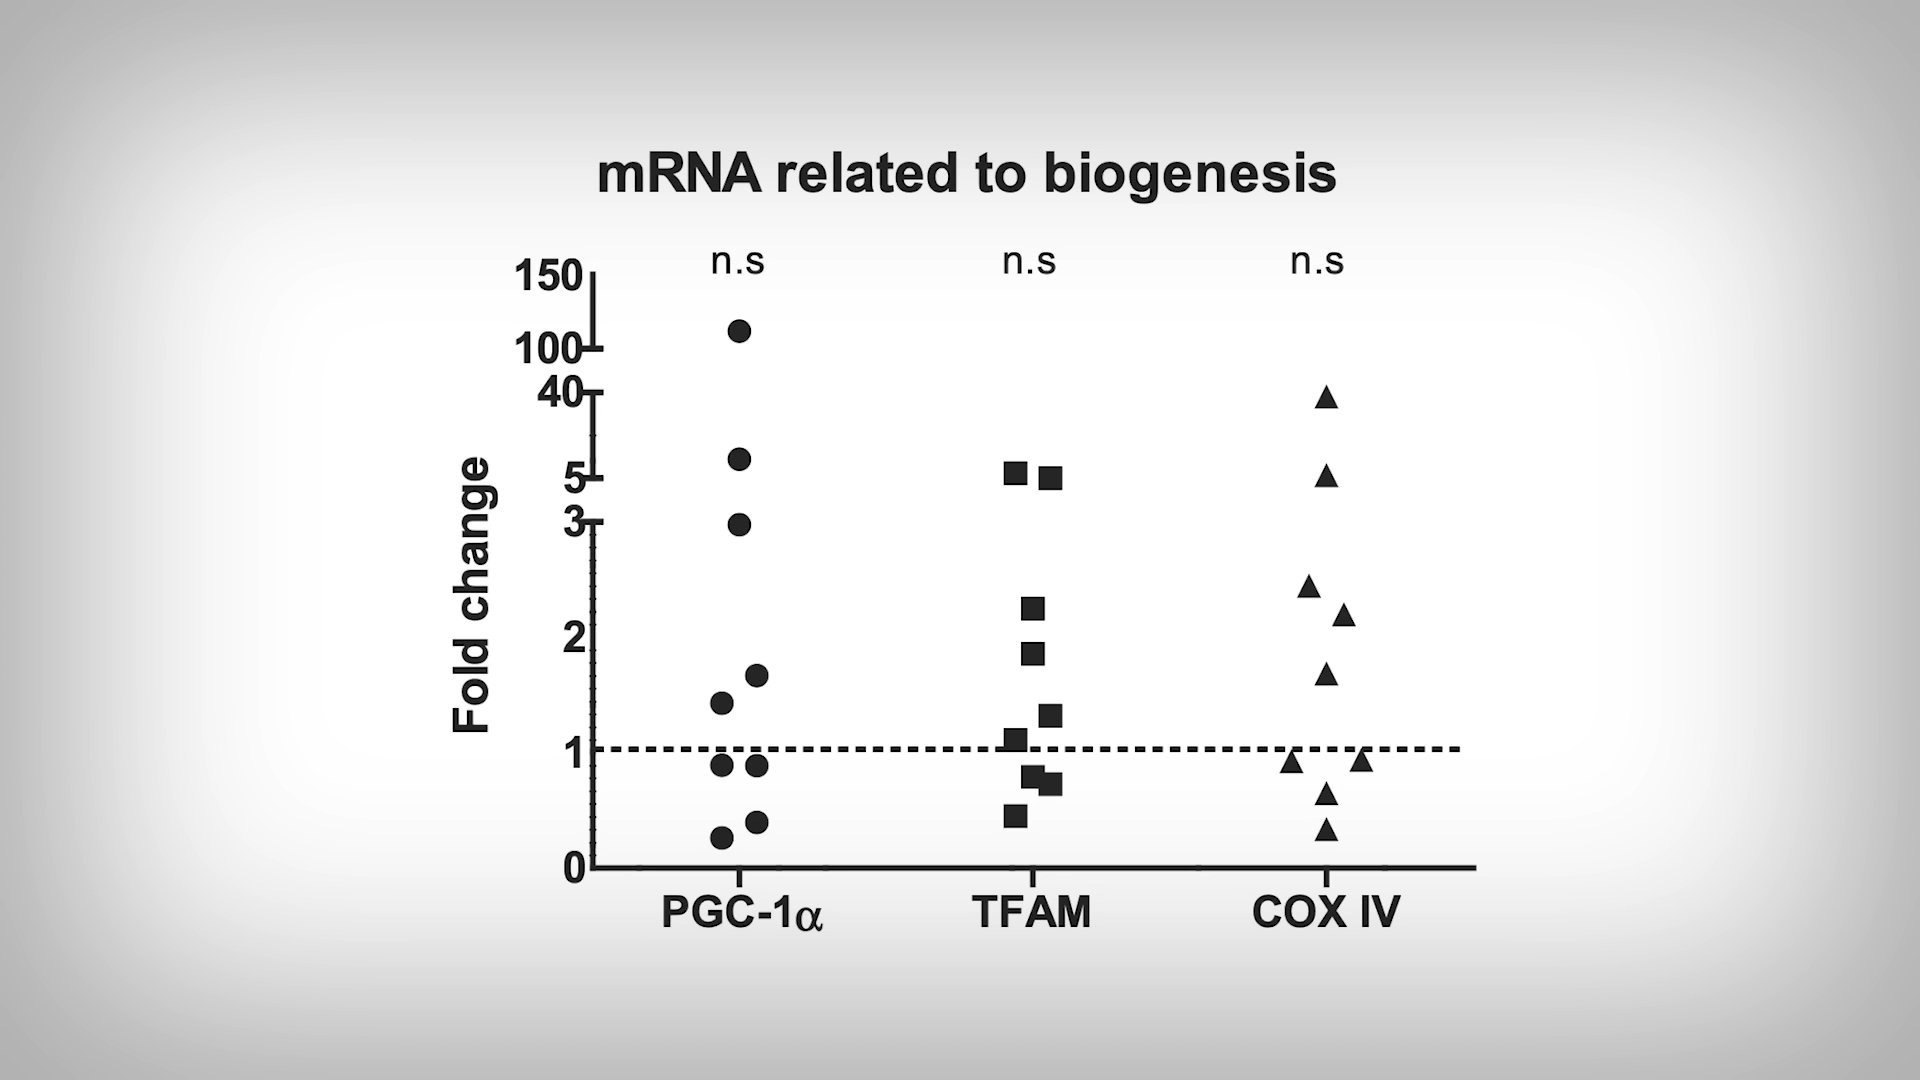 mRNA related to biogenesis
n.s n.s n.s
150
100
40
5
3
2
1
0
Fold change
PGC-1α TFAM COX IV